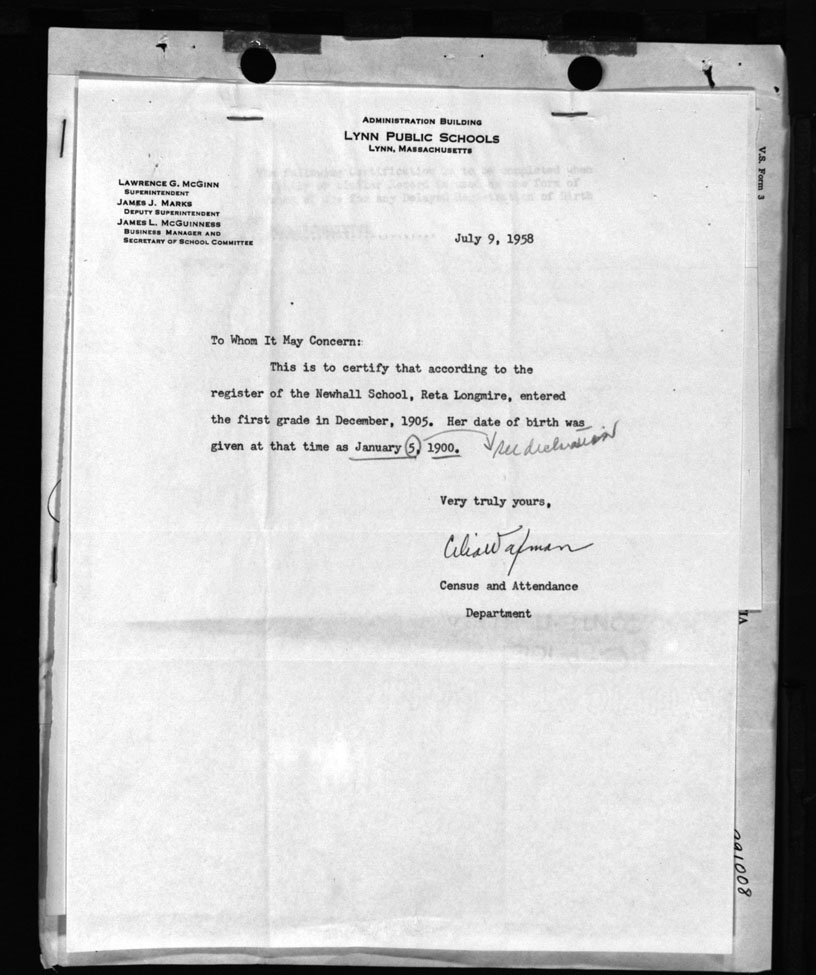 ADMINISTRATION BUILDING
LYNN PUBLIC SCHOOLS
LYNN, MASSACHUSETTS
LAWRENCE G. MCGINN
SUPERINTENDENT
JAMES J. MARKS
DEPUTY SUPERINTENDENT
JAMES L. MCGUINNESS
BUSINESS MANAGER AND
SECRETARY OF SCHOOL COMMITTEE
V.S. Form 3
July 9, 1958
To Whom It May Concern:
This is to certify that according to the
register of the Newhall School, Reta Longmire, entered
the first grade in December, 1905. Her date of birth was
given at that time as January 5, 1900. see declaration
Very truly yours,
Census and Attendance
Department
091008